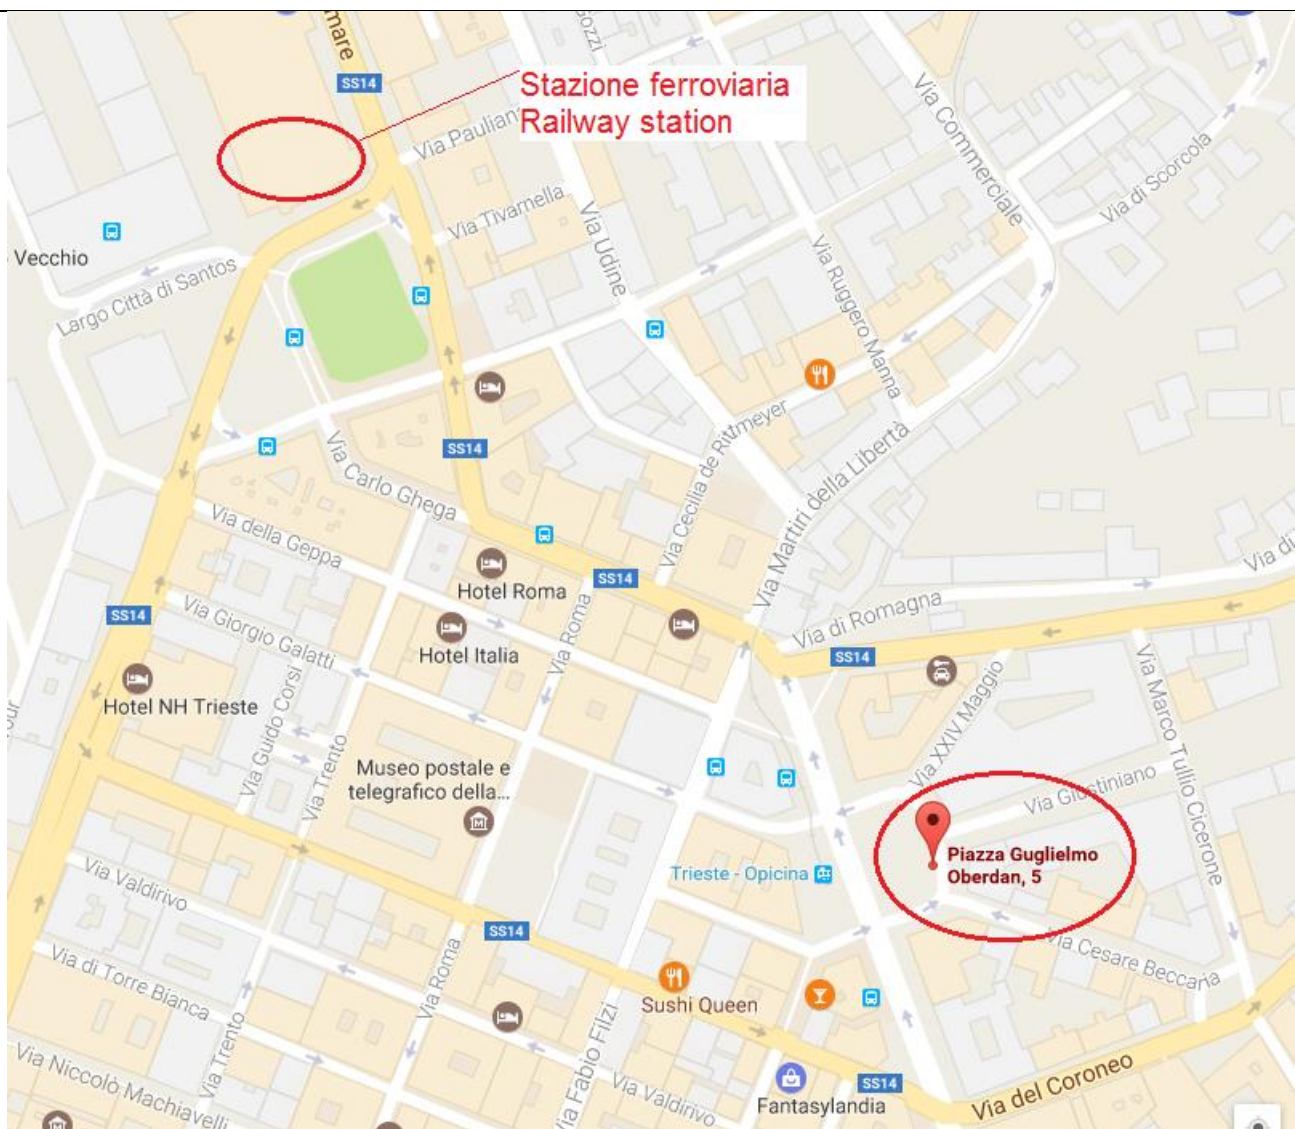 mare
Gozzi
SS14
Stazione ferroviaria
Railway station
Via Commerciale
Via di Scorcola
Via Tivarnella
Via Udine
Vecchio
Largo Città di Santos
Via Ruggero Manna
Via Cecilia de Rittmeyer
Via Martiri della Libertà
SS14
Via Carlo Ghega
Via della Geppa
Hotel Roma
SS14
Via di
Via di Romagna
SS14
Via Giorgio Galatti
Via Roma
Hotel Italia
SS14
Via Marco Tullio Cicerone
Via Guido Corsi
Hotel NH Trieste
Via XXIV Maggio
Via Trento
Museo postale e
telegrafico della...
Via Giustiniano
Piazza Guglielmo
Oberdan, 5
Trieste - Opicina
Via Valdirivo
SS14
Via Cesare Beccaria
Via di Torre Bianca
Via Roma
Sushi Queen
Via Fabio Filzi
Via Trento
Via Niccolò Machiavelli
Via Valdirivo
Fantasylandia
SS14
Via del Coroneo